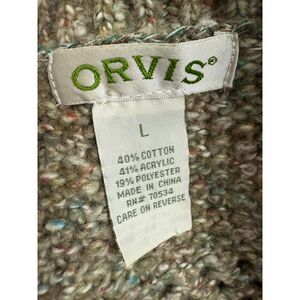 ORVIS®
L
40% COTTON
41% ACRYLIC
19% POLYESTER
MADE IN CHINA
RN# 70534
CARE ON REVERSE